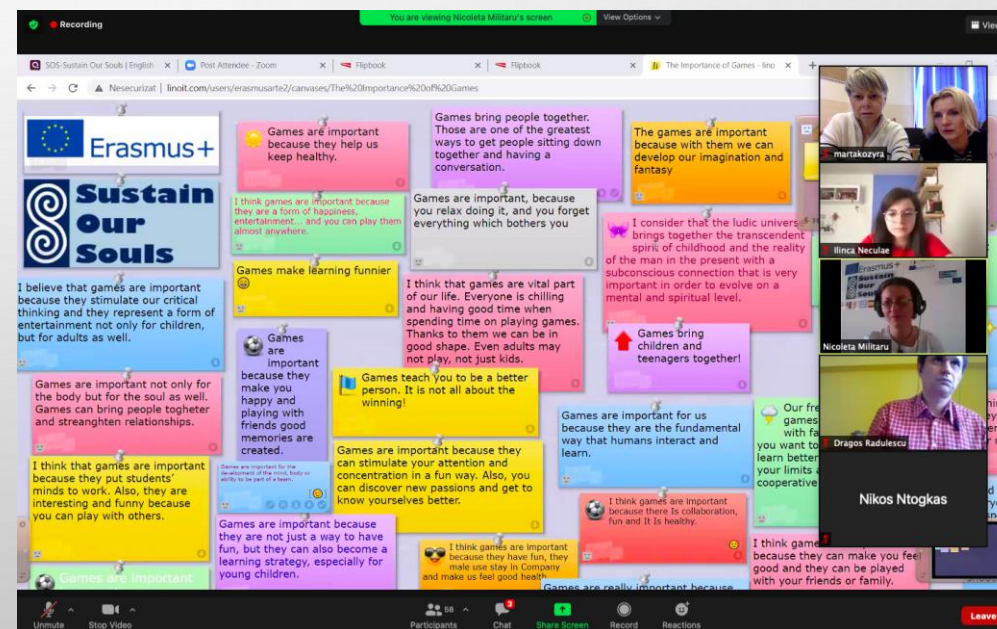 Recording
You are viewing Nicoleta Militaru's screen
View Options
View
SOS-Sustain Our Souls | English
Post Attendee - Zoom
Flipbook
Flipbook
The Importance of Games - lino
Nesecurizat | linoit.com/users/erasmusarte2/canvases/The%20Importance%20of%20Games
Erasmus+
Sustain
Our
Souls
Games are important
because they help us
keep healthy.
Games bring people together.
Those are one of the greatest
ways to get people sitting down
together and having a
conversation.
The games are important
because with them we can
develop our imagination and
fantasy
I think games are important because
they are a form of happiness,
entertainment... and you can play them
almost anywhere.
Games are important, because
you relax doing it, and you forget
everything which bothers you
I consider that the ludic univers
brings together the transcendent
spirit of childhood and the reality
of the man in the present with a
subconscious connection that is very
important in order to evolve on a
mental and spiritual level.
Games make learning funnier
I believe that games are important
because they stimulate our critical
thinking and they represent a form of
entertainment not only for children,
but for adults as well.
I think that games are vital part
of our life. Everyone is chilling
and having good time when
spending time on playing games.
Thanks to them we can be in
good shape. Even adults may
not play, not just kids.
Games
are
important
because they
make you
happy and
playing with
friends good
memories are
created.
Games bring
children and
teenagers together!
Games are important not only for
the body but for the soul as well.
Games can bring people togheter
and streanghten relationships.
Games teach you to be a better
person. It is not all about the
winning!
Games are important for us
because they are the fundamental
way that humans interact and
learn.
Our fre
games
with fa
you want to
learn better
your limits a
cooperative
I think that games are important
because they put students'
minds to work. Also, they are
interesting and funny because
you can play with others.
Games are important for the
development of the mind, body or
ability to be part of a team.
Games are important because they
can stimulate your attention and
concentration in a fun way. Also, you
can discover new passions and get to
know yourselves better.
I think games are important
because there Is collaboration,
fun and It Is healthy.
Games are important because
they are not just a way to have
fun, but they can also become a
learning strategy, especially for
young children.
I think games are important
because they have fun, they
male use stay in Company
and make us feel good health
I think game
because they can make you feel
good and they can be played
with your friends or family.
Games are important
Games are really important because
martakozyra
Ilinca Neculae
Erasmus+
Sustain
Our
Nicoleta Militaru
Dragos Radulescu
Nikos Ntogkas
Unmute
Stop Video
58
Participants
3
Chat
Share Screen
Record
Reactions
Leave